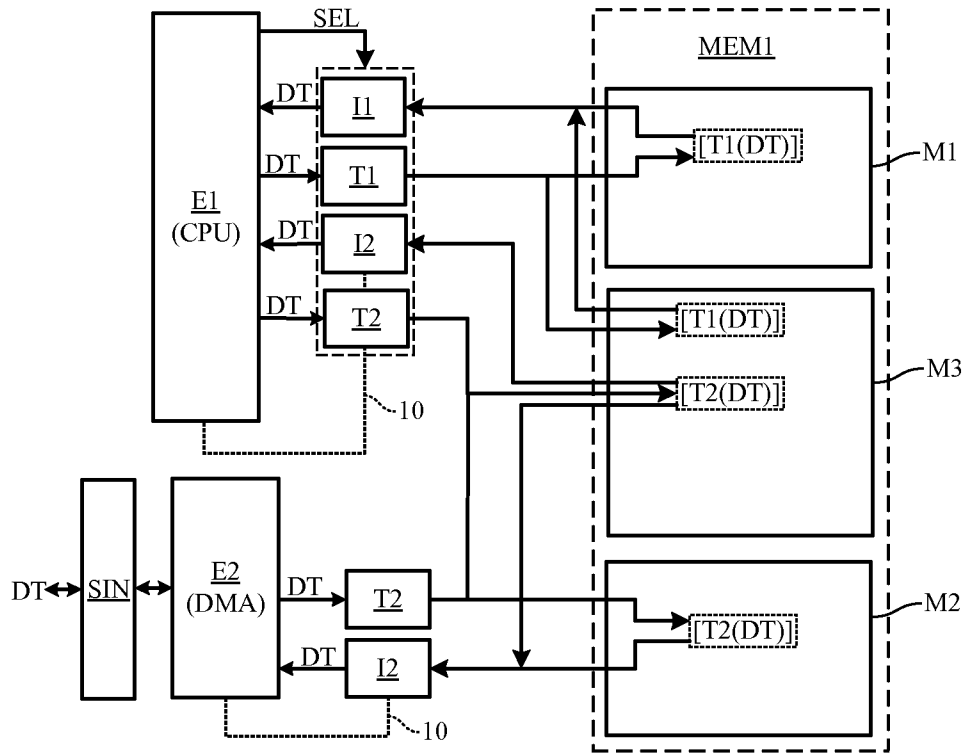 SEL
MEM1
DT
I1
[T1(DT)]
M1
DT
T1
E1
(CPU)
DT
I2
DT
T2
[T1(DT)]
[T2(DT)]
M3
10
DT
SIN
E2
(DMA)
DT
T2
[T2(DT)]
M2
DT
I2
10